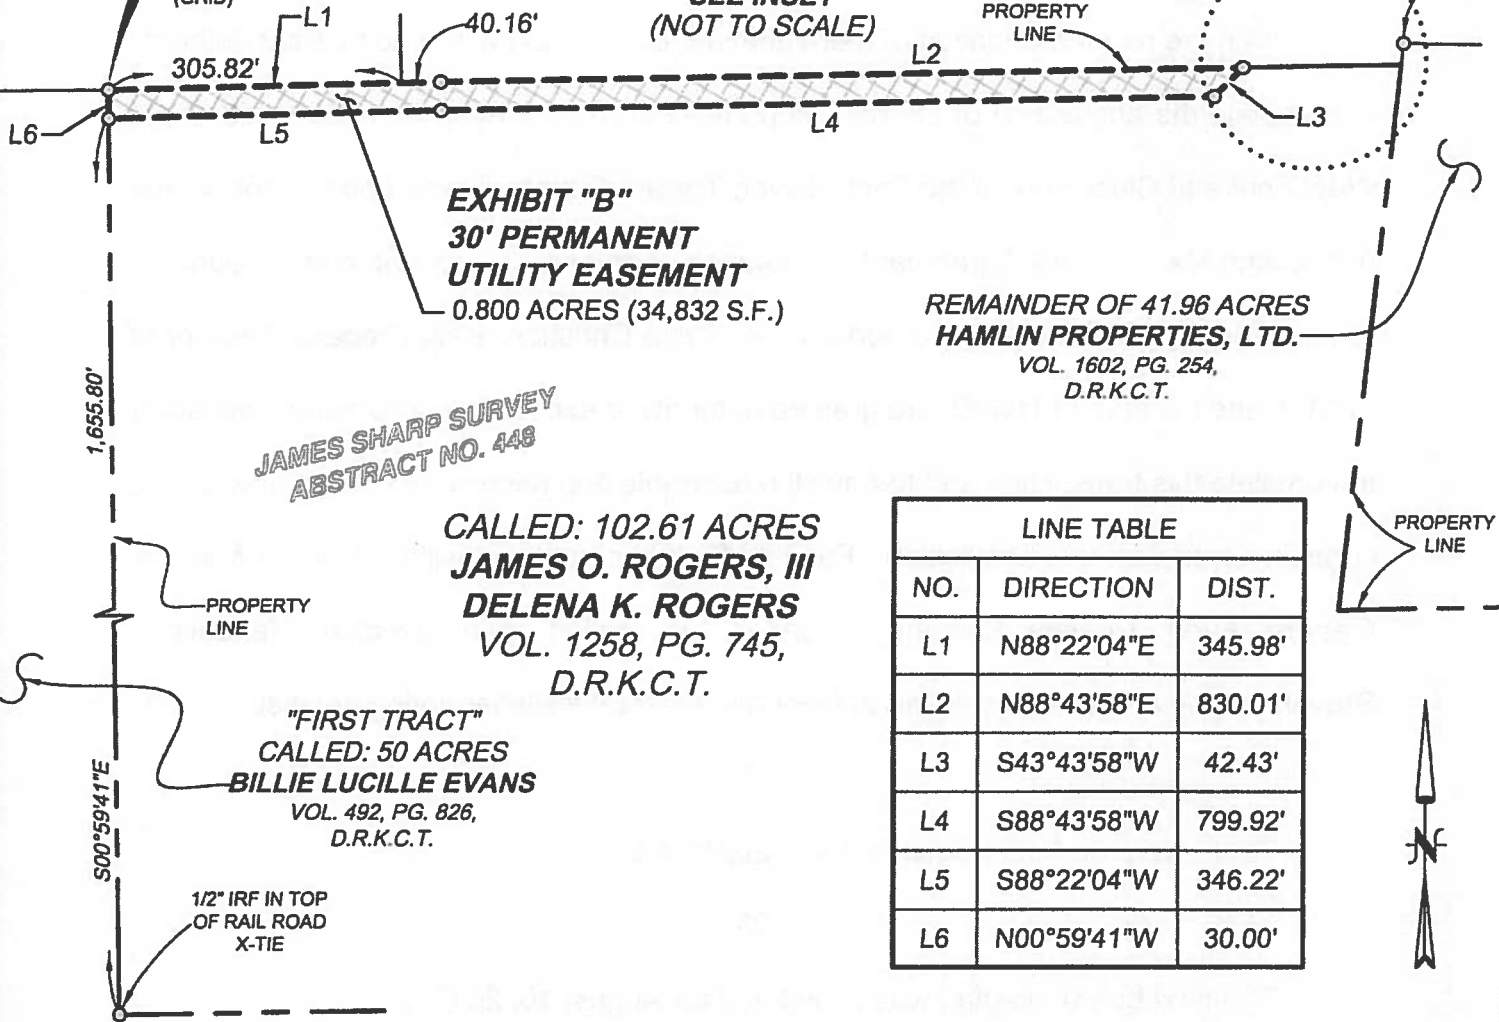 (GRID)
L1
40.16'
SEE INSET
(NOT TO SCALE)
PROPERTY
LINE
L2
305.82'
L6
L5
L4
L3
EXHIBIT "B"
30' PERMANENT
UTILITY EASEMENT
0.800 ACRES (34,832 S.F.)
REMAINDER OF 41.96 ACRES
HAMLIN PROPERTIES, LTD.
VOL. 1602, PG. 254,
D.R.K.C.T.
1,655.80'
JAMES SHARP SURVEY
ABSTRACT NO. 448
CALLED: 102.61 ACRES
JAMES O. ROGERS, III
DELENA K. ROGERS
VOL. 1258, PG. 745,
D.R.K.C.T.
PROPERTY
LINE
PROPERTY
LINE
"FIRST TRACT"
CALLED: 50 ACRES
BILLIE LUCILLE EVANS
VOL. 492, PG. 826,
D.R.K.C.T.
S00°59'41"E
1/2" IRF IN TOP
OF RAIL ROAD
X-TIE
LINE TABLE
NO. DIRECTION DIST.
L1 N88°22'04"E 345.98'
L2 N88°43'58"E 830.01'
L3 S43°43'58"W 42.43'
L4 S88°43'58"W 799.92'
L5 S88°22'04"W 346.22'
L6 N00°59'41"W 30.00'
N